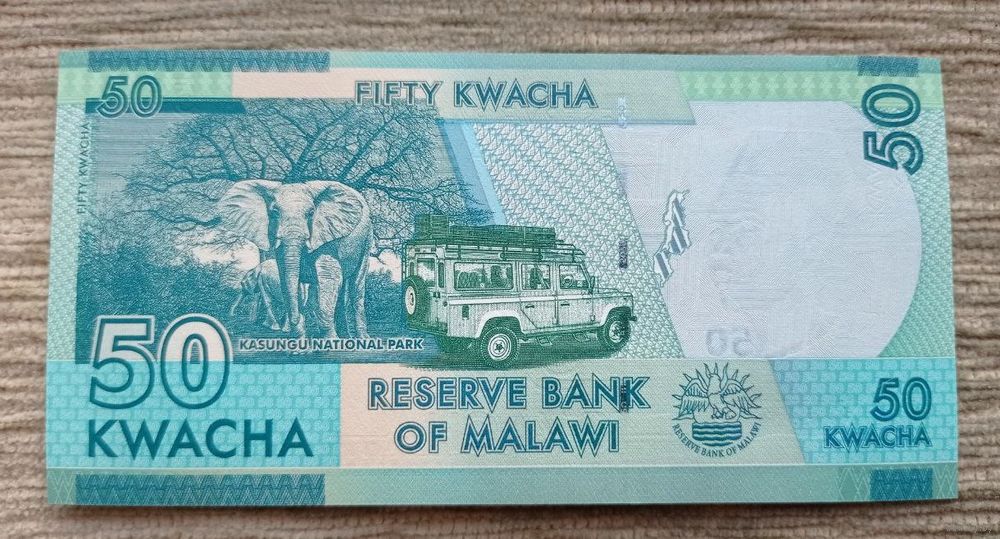 50
FIFTY KWACHA
50
FIFTY KWACHA
KASUNGU NATIONAL PARK
50
KWACHA
RESERVE BANK
OF MALAWI
RESERVE BANK OF MALAWI
50
KWACHA
50